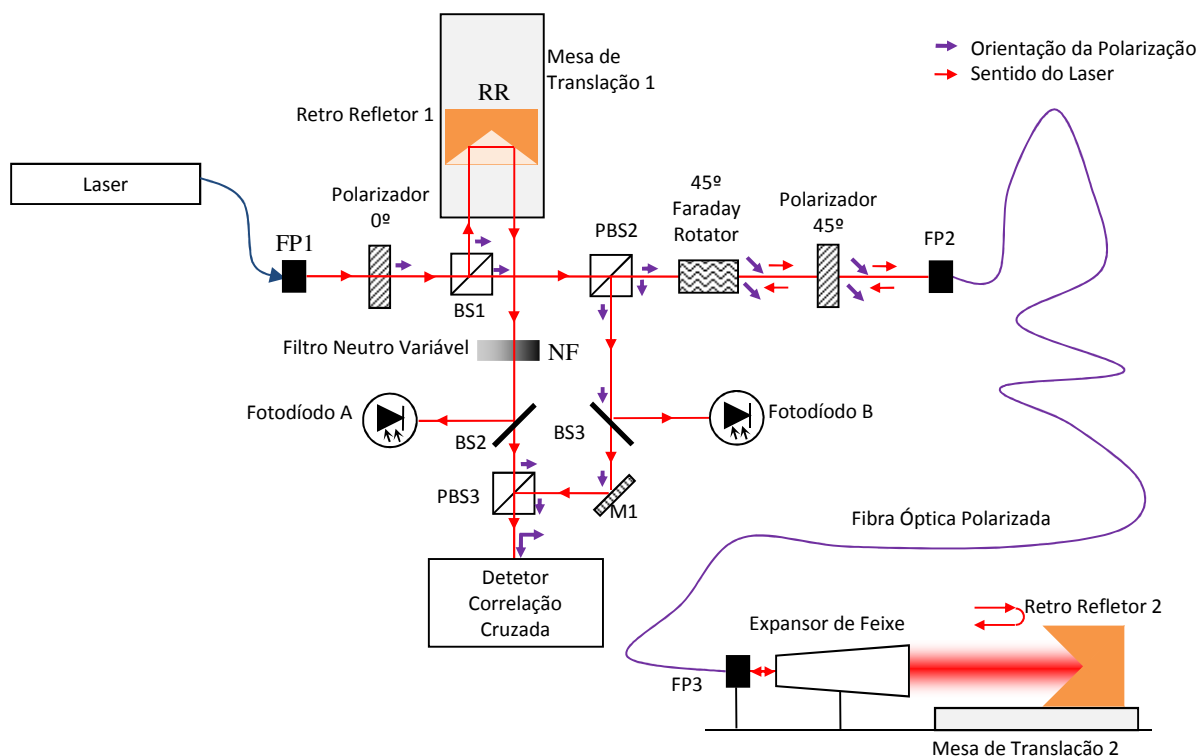 Orientação da Polarização
Sentido do Laser
Mesa de
Translação 1
RR
Retro Refletor 1
Laser
Polarizador
0º
45º
Faraday
Rotator
Polarizador
45º
PBS2
FP1
FP2
BS1
Filtro Neutro Variável
NF
Fotodíodo A
BS2
BS3
Fotodíodo B
PBS3
M1
Fibra Óptica Polarizada
Detetor
Correlação
Cruzada
Retro Refletor 2
Expansor de Feixe
FP3
Mesa de Translação 2